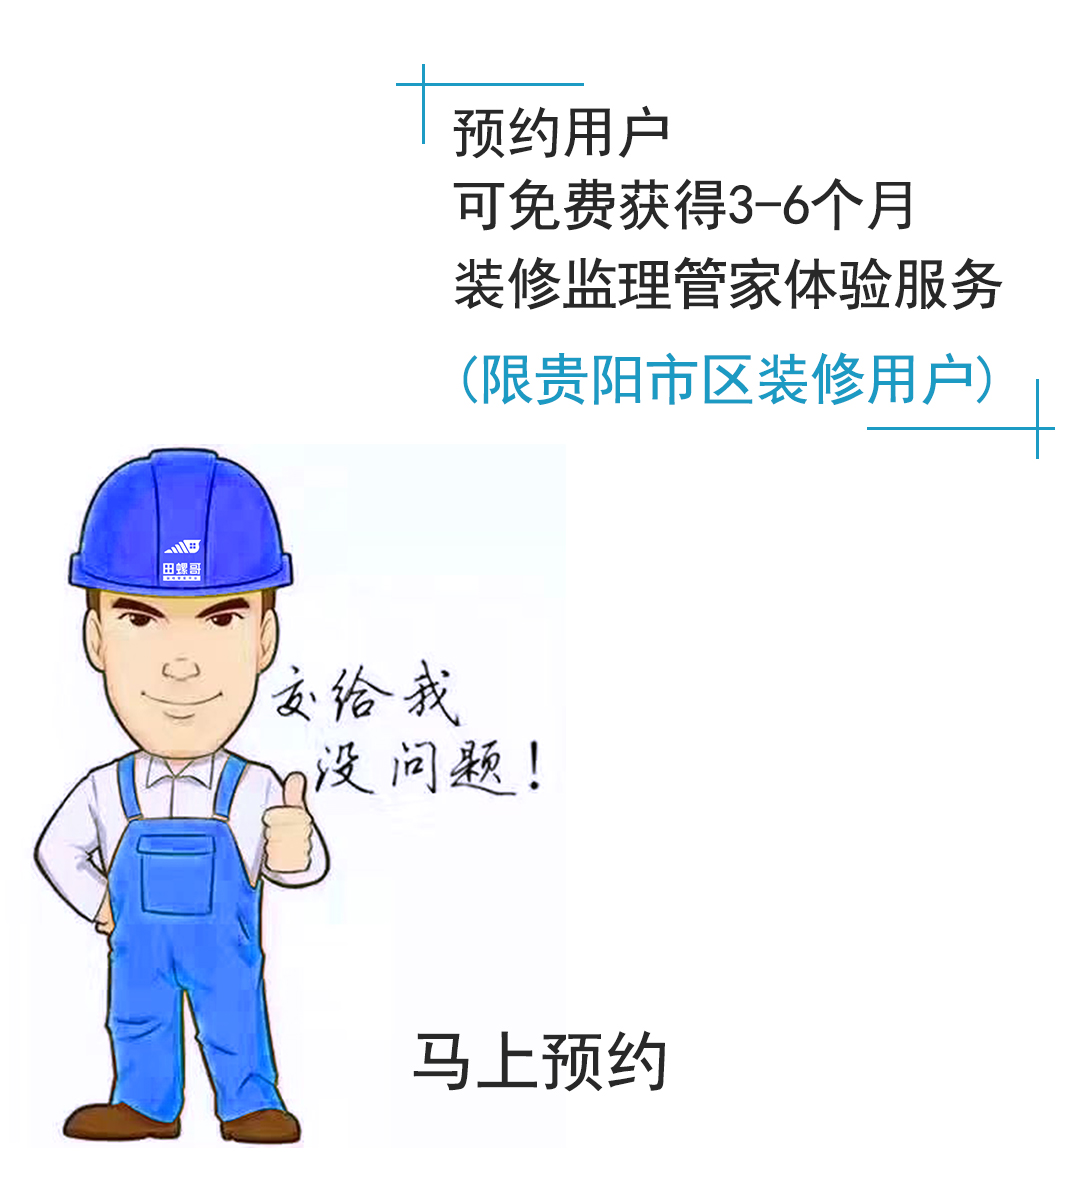 预约用户
可免费获得3-6个月
装修监理管家体验服务
(限贵阳市区装修用户)
田螺哥
交给我
没问题!
马上预约